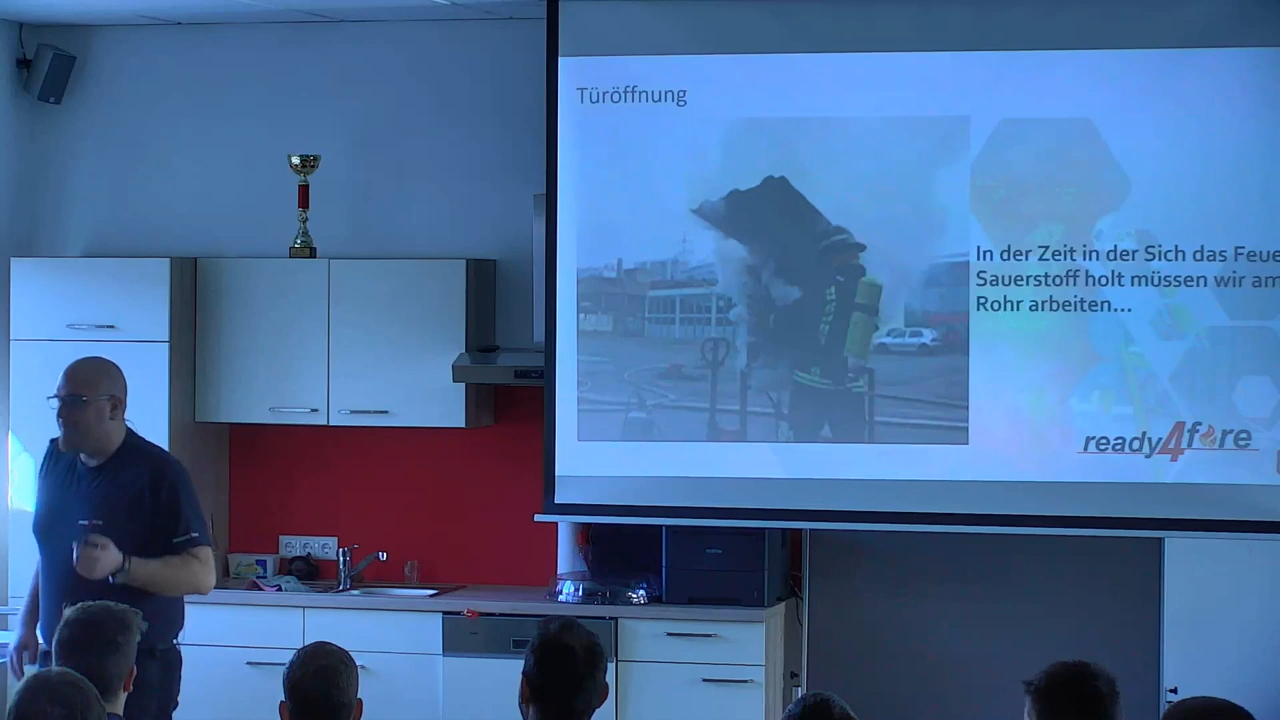 Türöffnung
In der Zeit in der Sich das Feue
Sauerstoff holt müssen wir am
Rohr arbeiten...
ready4fire